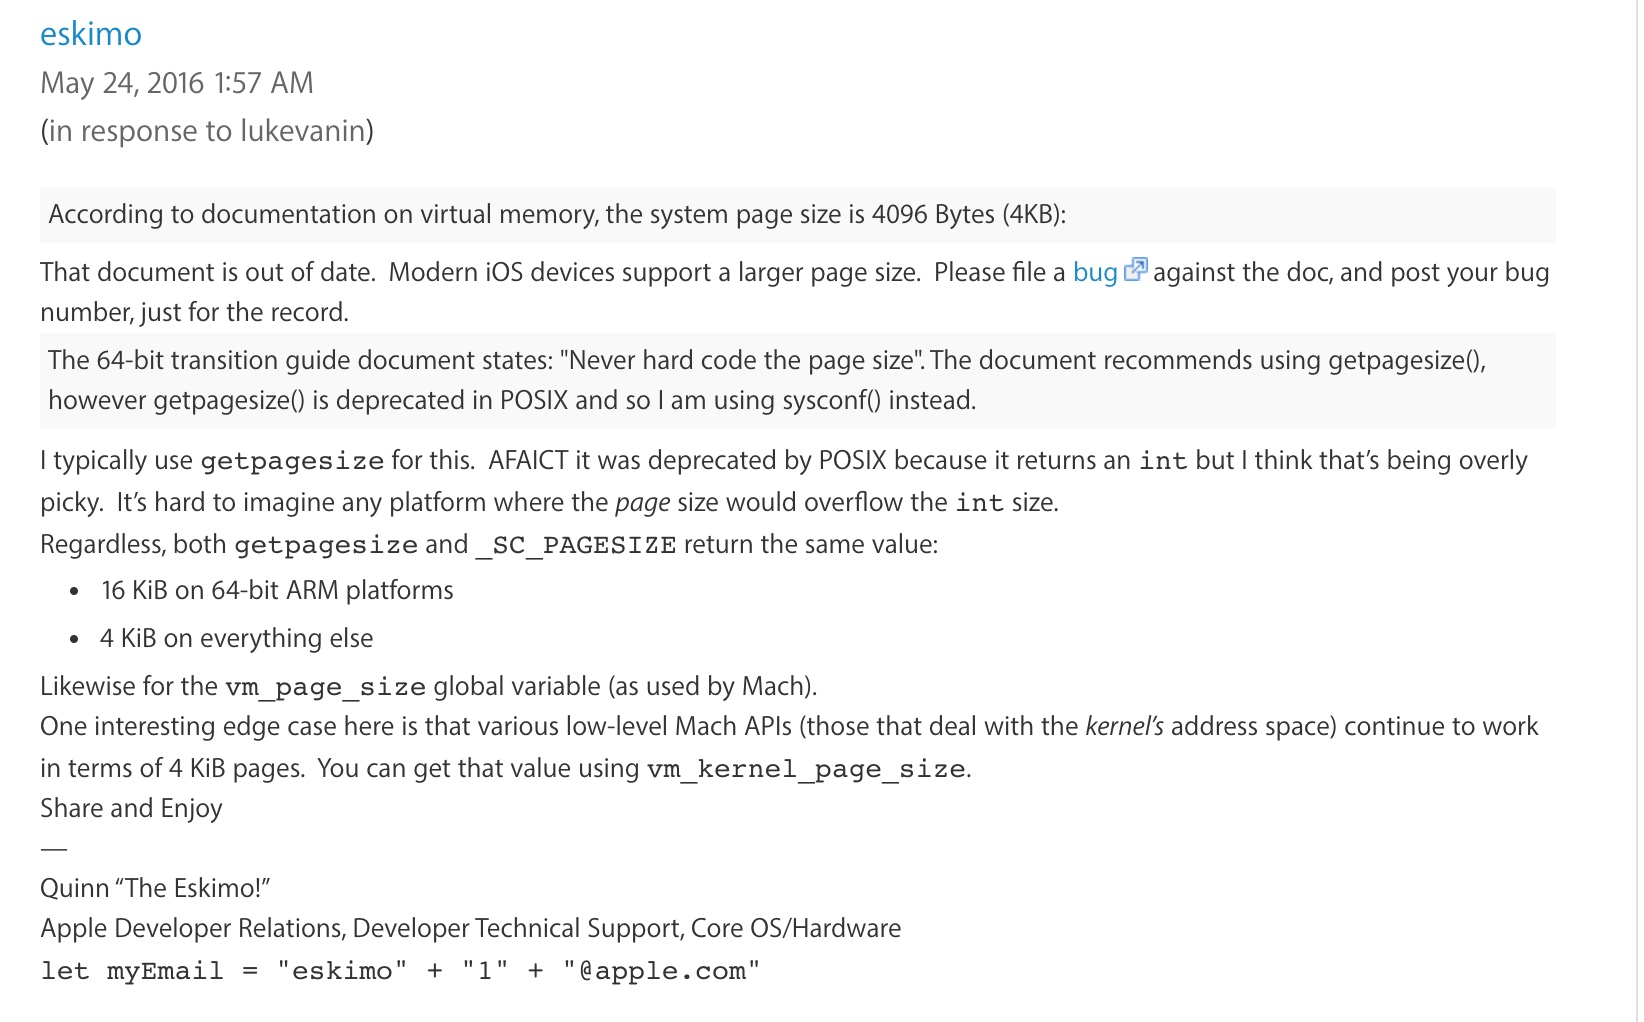 eskimo
May 24, 2016 1:57 AM
(in response to lukevanin)
According to documentation on virtual memory, the system page size is 4096 Bytes (4KB):
That document is out of date.  Modern iOS devices support a larger page size.  Please file a bug against the doc, and post your bug
number, just for the record.
The 64-bit transition guide document states: "Never hard code the page size". The document recommends using getpagesize(),
however getpagesize() is deprecated in POSIX and so I am using sysconf() instead.
I typically use getpagesize for this.  AFAICT it was deprecated by POSIX because it returns an int but I think that’s being overly
picky.  It’s hard to imagine any platform where the page size would overflow the int size.
Regardless, both getpagesize and _SC_PAGESIZE return the same value:
• 16 KiB on 64-bit ARM platforms
• 4 KiB on everything else
Likewise for the vm_page_size global variable (as used by Mach).
One interesting edge case here is that various low-level Mach APIs (those that deal with the kernel’s address space) continue to work
in terms of 4 KiB pages.  You can get that value using vm_kernel_page_size.
Share and Enjoy
—
Quinn “The Eskimo!”
Apple Developer Relations, Developer Technical Support, Core OS/Hardware
let myEmail = "eskimo" + "1" + "@apple.com"